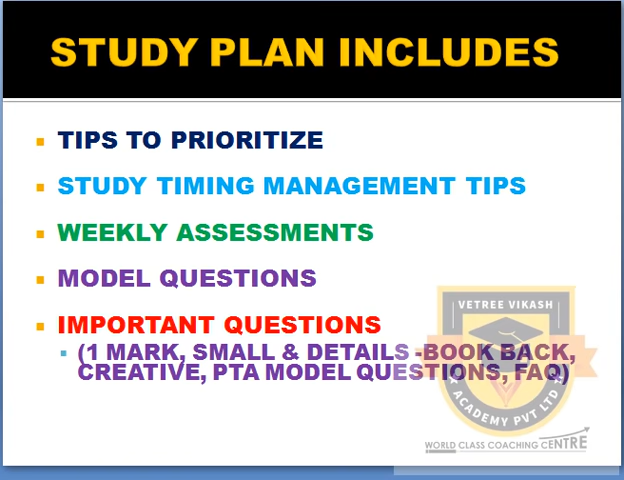 STUDY PLAN INCLUDES
TIPS TO PRIORITIZE
STUDY TIMING MANAGEMENT TIPS
WEEKLY ASSESSMENTS
MODEL QUESTIONS
IMPORTANT QUESTIONS
(1 MARK, SMALL & DETAILS -BOOK BACK,
CREATIVE, PTA MODEL QUESTIONS, FAQ)
VETREE VIKASH
ACADEMY PVT LTD
WORLD CLASS COACHING CENTRE